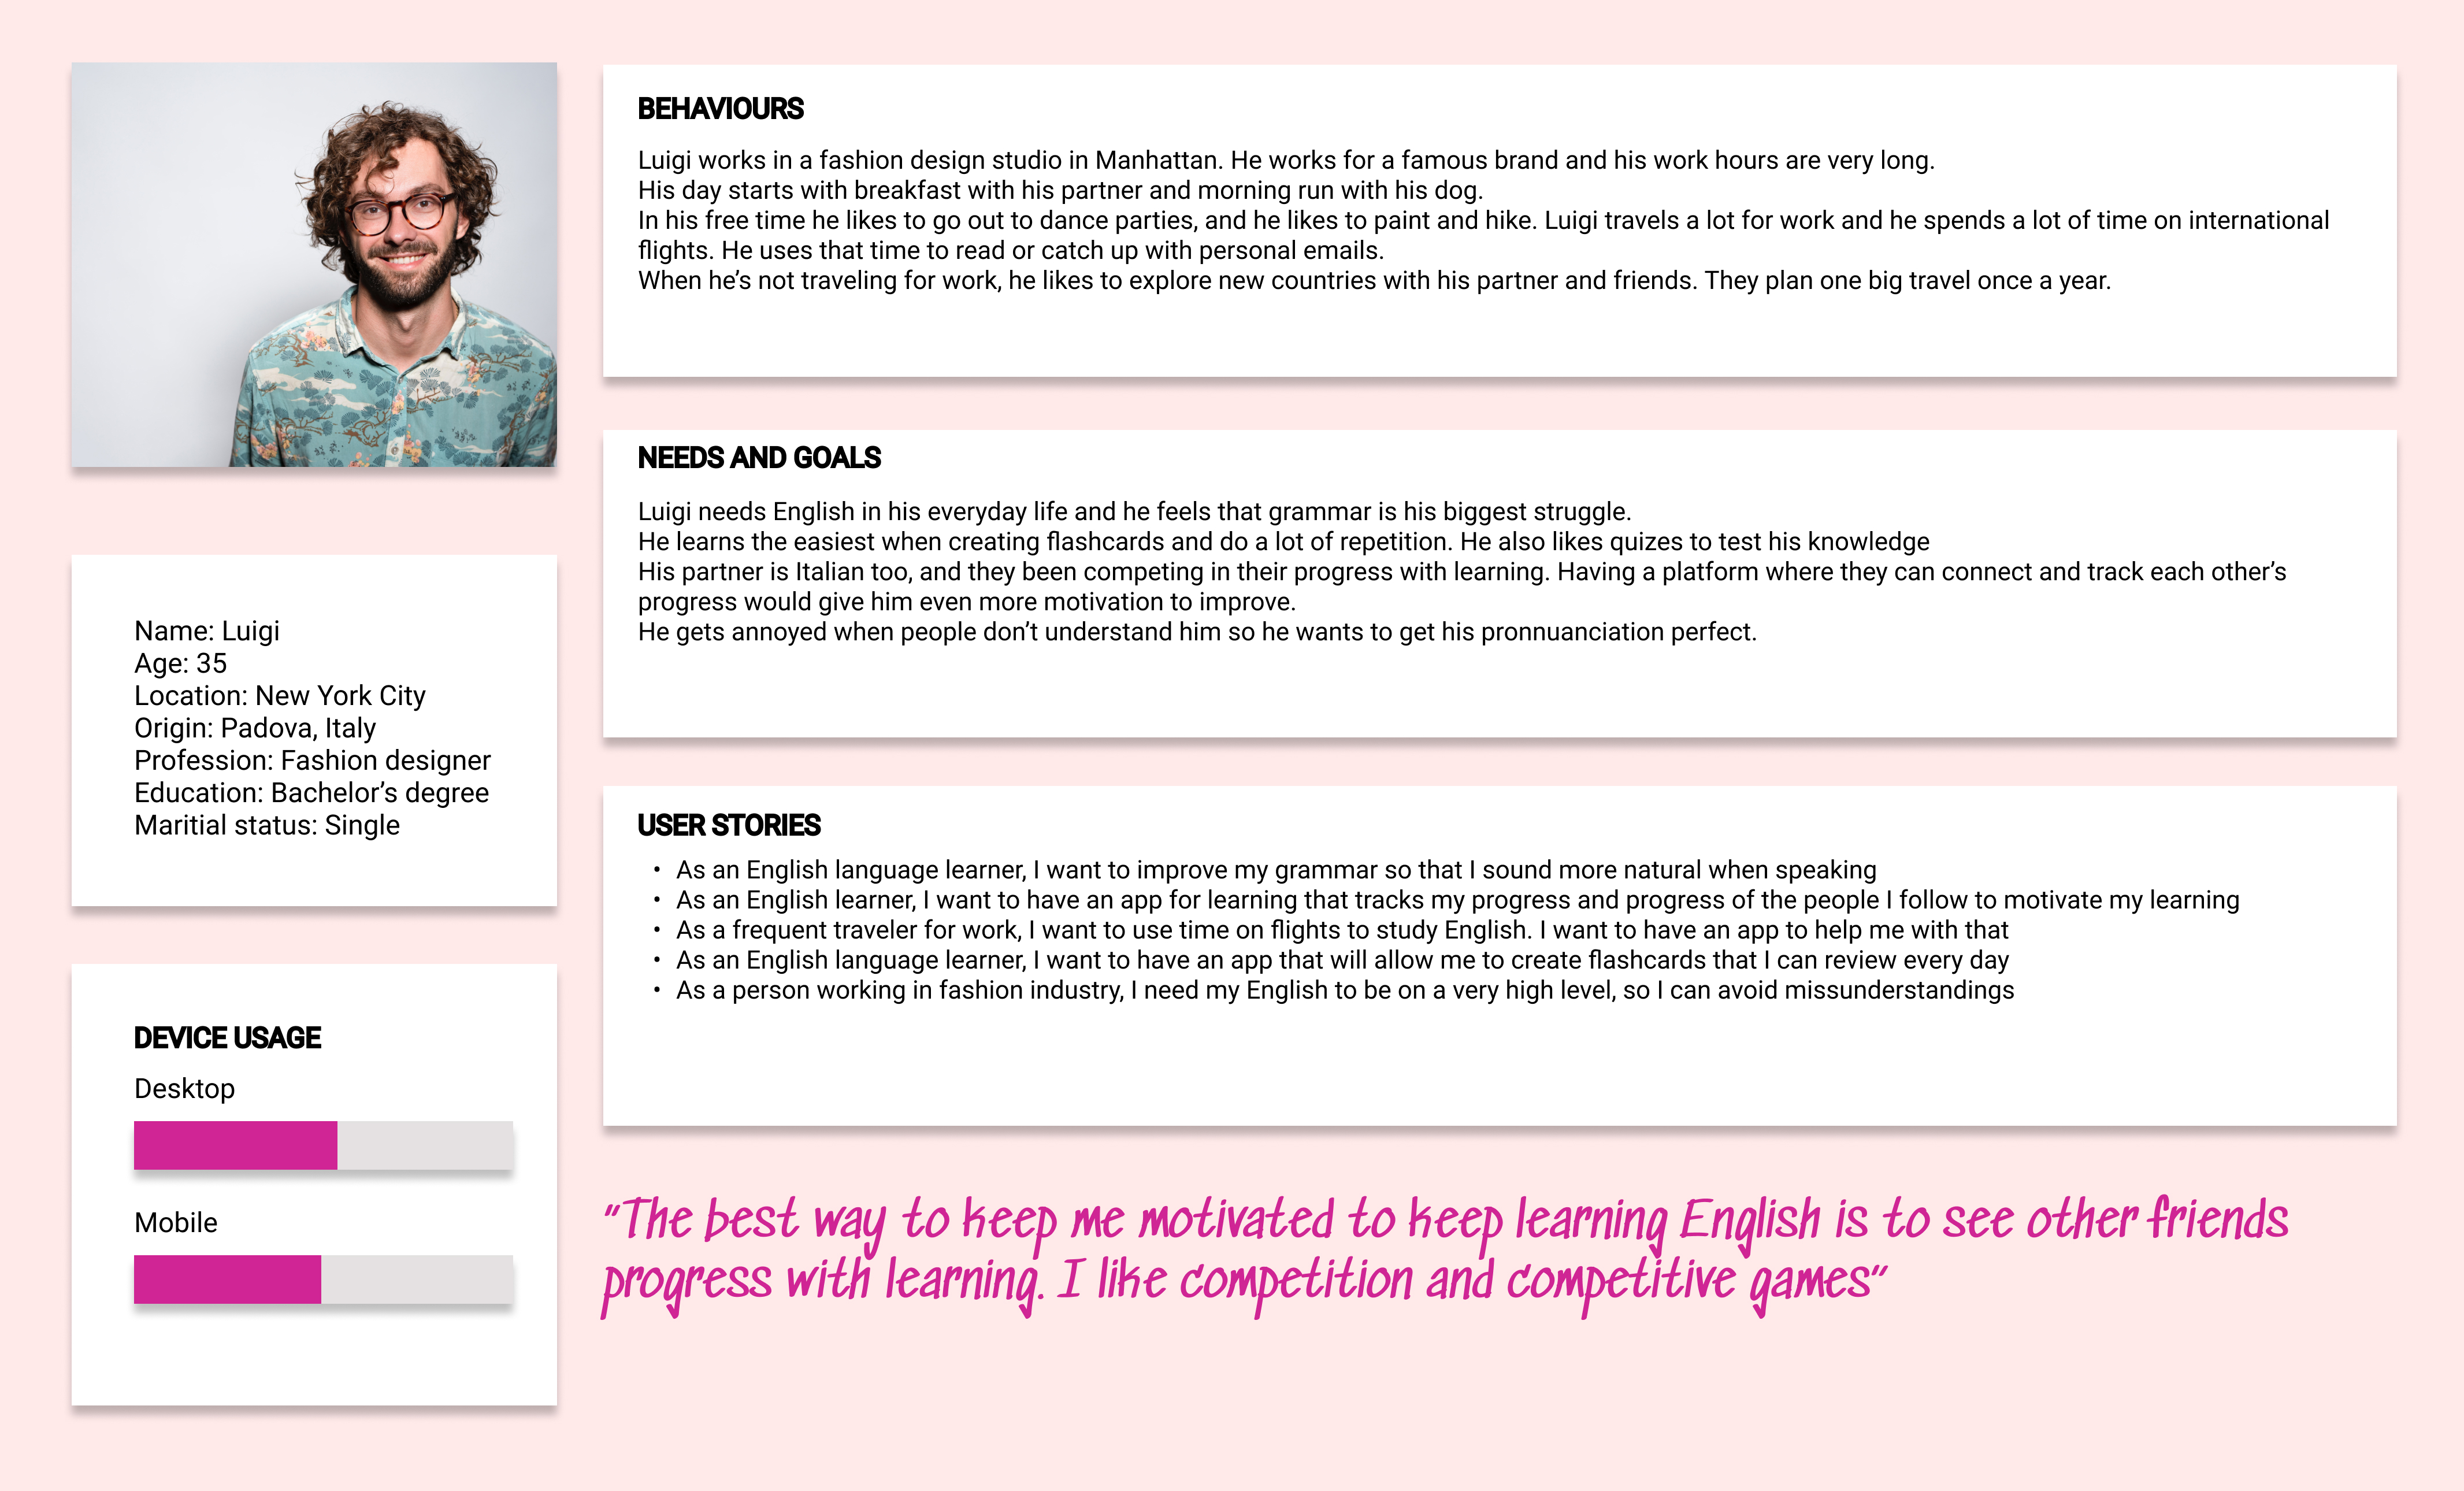 BEHAVIOURS
Luigi works in a fashion design studio in Manhattan. He works for a famous brand and his work hours are very long.
His day starts with breakfast with his partner and morning run with his dog.
In his free time he likes to go out to dance parties, and he likes to paint and hike. Luigi travels a lot for work and he spends a lot of time on international
flights. He uses that time to read or catch up with personal emails.
When he’s not traveling for work, he likes to explore new countries with his partner and friends. They plan one big travel once a year.
NEEDS AND GOALS
Luigi needs English in his everyday life and he feels that grammar is his biggest struggle.
He learns the easiest when creating flashcards and do a lot of repetition. He also likes quizes to test his knowledge
His partner is Italian too, and they been competing in their progress with learning. Having a platform where they can connect and track each other’s
progress would give him even more motivation to improve.
He gets annoyed when people don’t understand him so he wants to get his pronnuanciation perfect.
Name: Luigi
Age: 35
Location: New York City
Origin: Padova, Italy
Profession: Fashion designer
Education: Bachelor’s degree
Maritial status: Single
USER STORIES
• As an English language learner, I want to improve my grammar so that I sound more natural when speaking
• As an English learner, I want to have an app for learning that tracks my progress and progress of the people I follow to motivate my learning
• As a frequent traveler for work, I want to use time on flights to study English. I want to have an app to help me with that
• As an English language learner, I want to have an app that will allow me to create flashcards that I can review every day
• As a person working in fashion industry, I need my English to be on a very high level, so I can avoid missunderstandings
DEVICE USAGE
Desktop
Mobile
"The best way to keep me motivated to keep learning English is to see other friends
progress with learning. I like competition and competitive games"